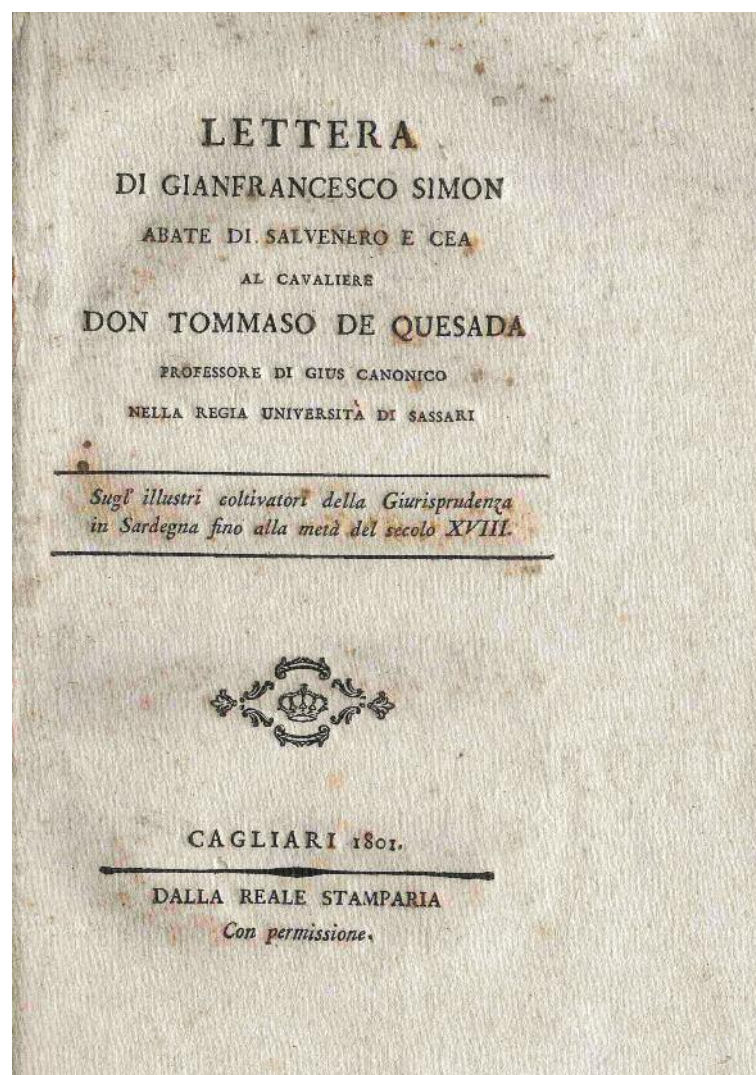 LETTERA
DI GIANFRANCESCO SIMON
ABATE DI SALVENERO E CEA
AL CAVALIERE
DON TOMMASO DE QUESADA
PROFESSORE DI GIUS CANONICO
NELLA REGIA UNIVERSITÀ DI SASSARI
Sugl' illustri coltivatori della Giurisprudenza
in Sardegna fino alla metà del secolo XVIII.
CAGLIARI 1801.
DALLA REALE STAMPARIA
Con permissione.